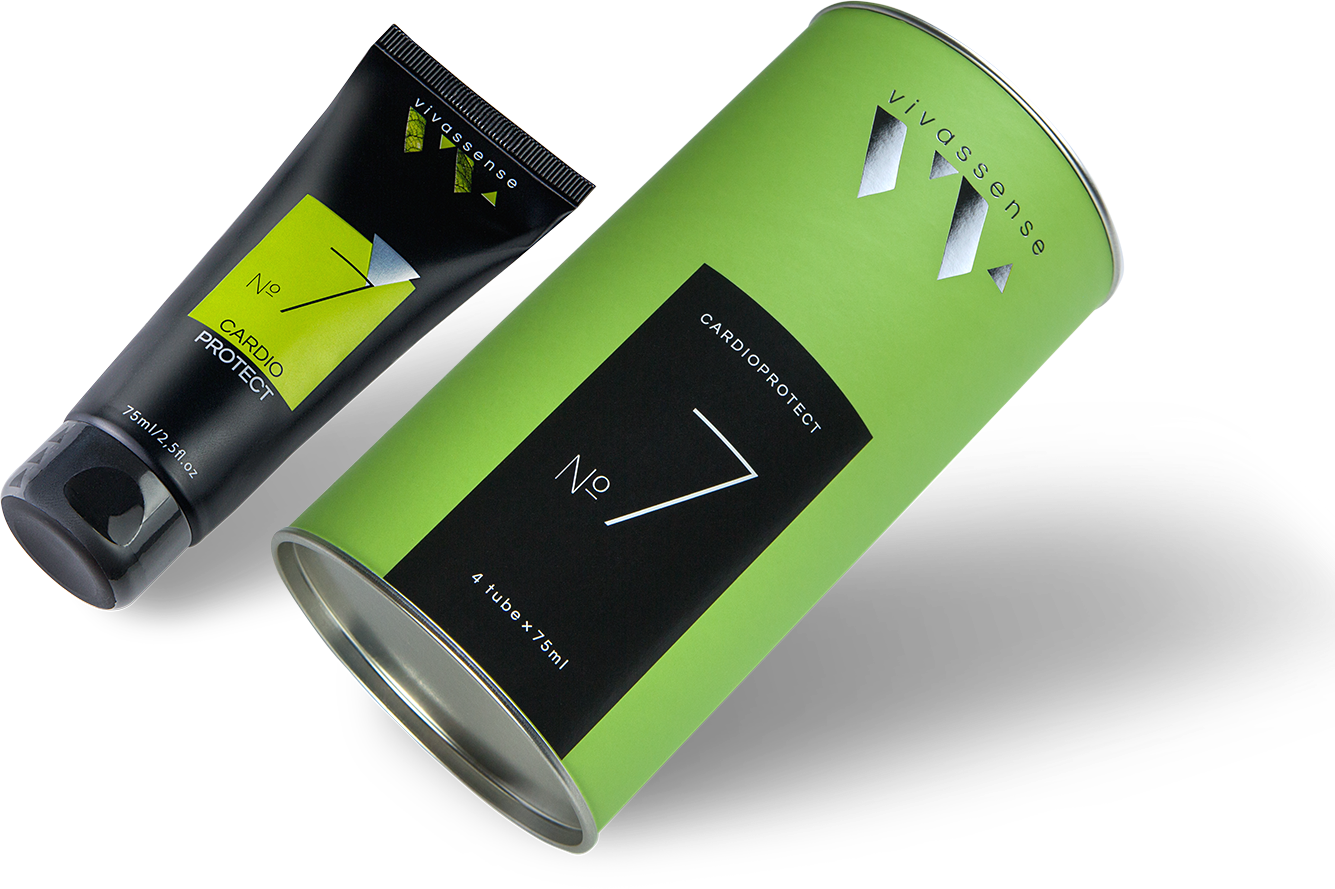 vivassense
Nº 7
CARDIO
PROTECT
75ml/2,5fl.oz
vivassense
CARDIOPROTECT
Nº 7
4 tube x 75ml